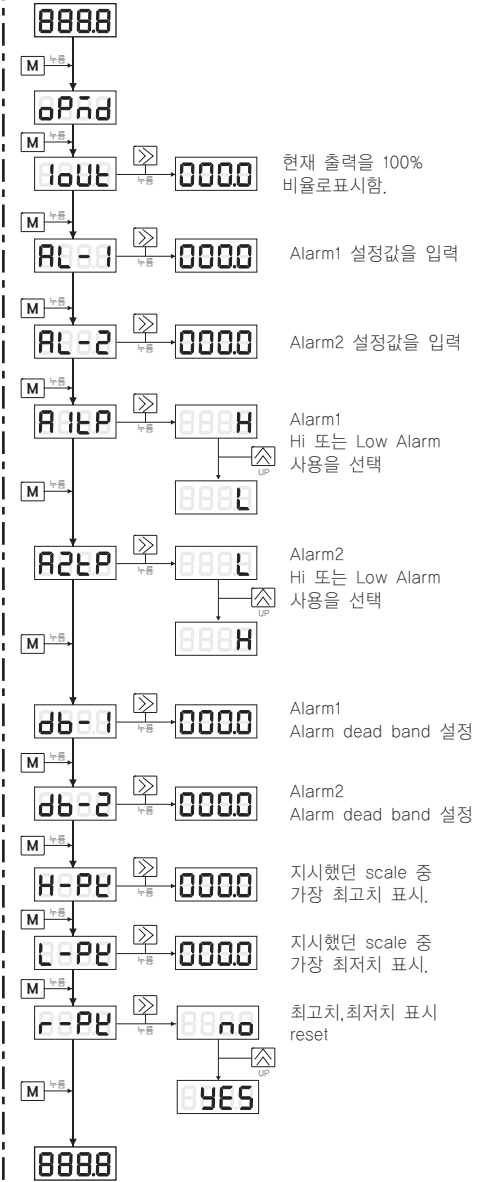 888.8
M 누름
oPmd
M 누름
IoUt 누름 000.0 현재 출력을 100%
비율로표시함.
M 누름
AL-1 누름 000.0 Alarm1 설정값을 입력
M 누름
AL-2 누름 000.0 Alarm2 설정값을 입력
M 누름
A1tP 누름 H Alarm1
Hi 또는 Low Alarm
사용을 선택
UP
M 누름
L
A2tP 누름 L Alarm2
Hi 또는 Low Alarm
사용을 선택
UP
M 누름
H
db-1 누름 000.0 Alarm1
Alarm dead band 설정
M 누름
db-2 누름 000.0 Alarm2
Alarm dead band 설정
M 누름
H-PY 누름 000.0 지시했던 scale 중
가장 최고치 표시.
M 누름
L-PY 누름 000.0 지시했던 scale 중
가장 최저치 표시.
M 누름
r-PY 누름 no 최고치,최저치 표시
reset
UP
M 누름
YES
888.8